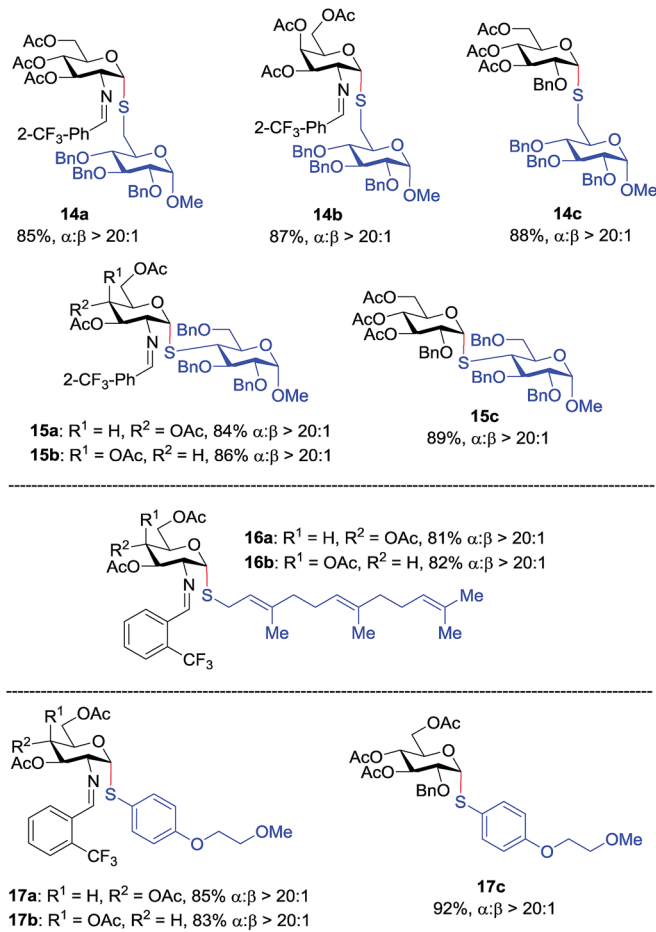 AcO
AcO
AcO
O
N
S
2-CF3-Ph
O
BnO
BnO
BnO
OMe
14a
85%, α:β > 20:1
AcO
OAc
O
AcO
N
S
2-CF3-Ph
O
BnO
BnO
BnO
OMe
14b
87%, α:β > 20:1
AcO
AcO
AcO
O
BnO
S
O
BnO
BnO
BnO
OMe
14c
88%, α:β > 20:1
R1
OAc
R2
O
AcO
N
S
2-CF3-Ph
BnO
O
BnO
BnO
OMe
15a: R1 = H, R2 = OAc, 84% α:β > 20:1
15b: R1 = OAc, R2 = H, 86% α:β > 20:1
AcO
AcO
AcO
O
BnO
S
BnO
O
BnO
BnO
OMe
15c
89%, α:β > 20:1
R1
OAc
R2
O
AcO
N
S
CF3
Me
Me
Me
Me
16a: R1 = H, R2 = OAc, 81% α:β > 20:1
16b: R1 = OAc, R2 = H, 82% α:β > 20:1
R1
OAc
R2
O
AcO
N
S
CF3
O
OMe
17a: R1 = H, R2 = OAc, 85% α:β > 20:1
17b: R1 = OAc, R2 = H, 83% α:β > 20:1
OAc
AcO
AcO
O
BnO
S
O
OMe
17c
92%, α:β > 20:1